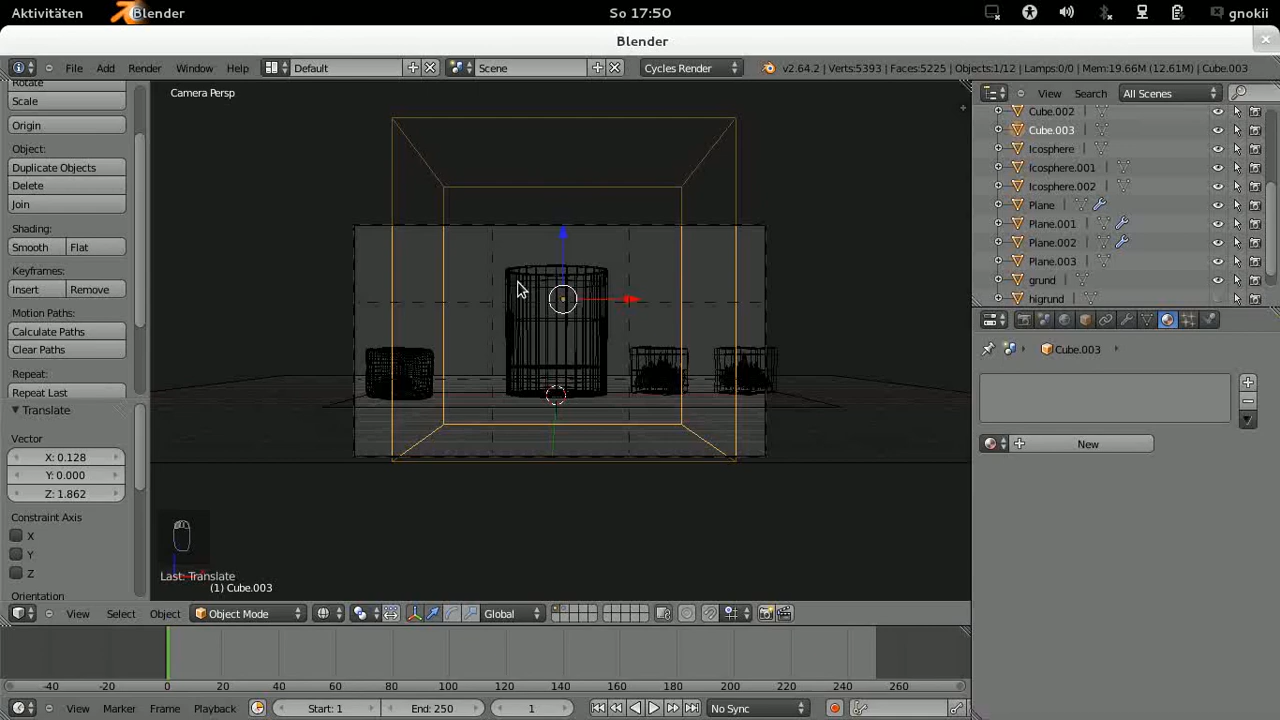 Aktivitäten Blender So 17:50 gnokii
Blender
File Add Render Window Help Default Scene Cycles Render v2.64.2 | Verts:5393 | Faces:5225 | Objects:1/12 | Lamps:0/0 | Mem:19.66M (12.61M) | Cube.003
Rotate
Scale
Origin
Object:
Duplicate Objects
Delete
Join
Shading:
Smooth Flat
Keyframes:
Insert Remove
Motion Paths:
Calculate Paths
Clear Paths
Repeat:
Repeat Last
Translate
Vector
X: 0.128
Y: 0.000
Z: 1.862
Constraint Axis
X
Y
Z
Orientation
Camera Persp
Last: Translate
(1) Cube.003
View Select Object Object Mode Global
View Search All Scenes
Cube.002
Cube.003
Icosphere
Icosphere.001
Icosphere.002
Plane
Plane.001
Plane.002
Plane.003
grund
higrund
Cube.003
New
-40 -20 0 20 40 60 80 100 120 140 160 180 200 220 240 260
View Marker Frame Playback Start: 1 End: 250 1 No Sync